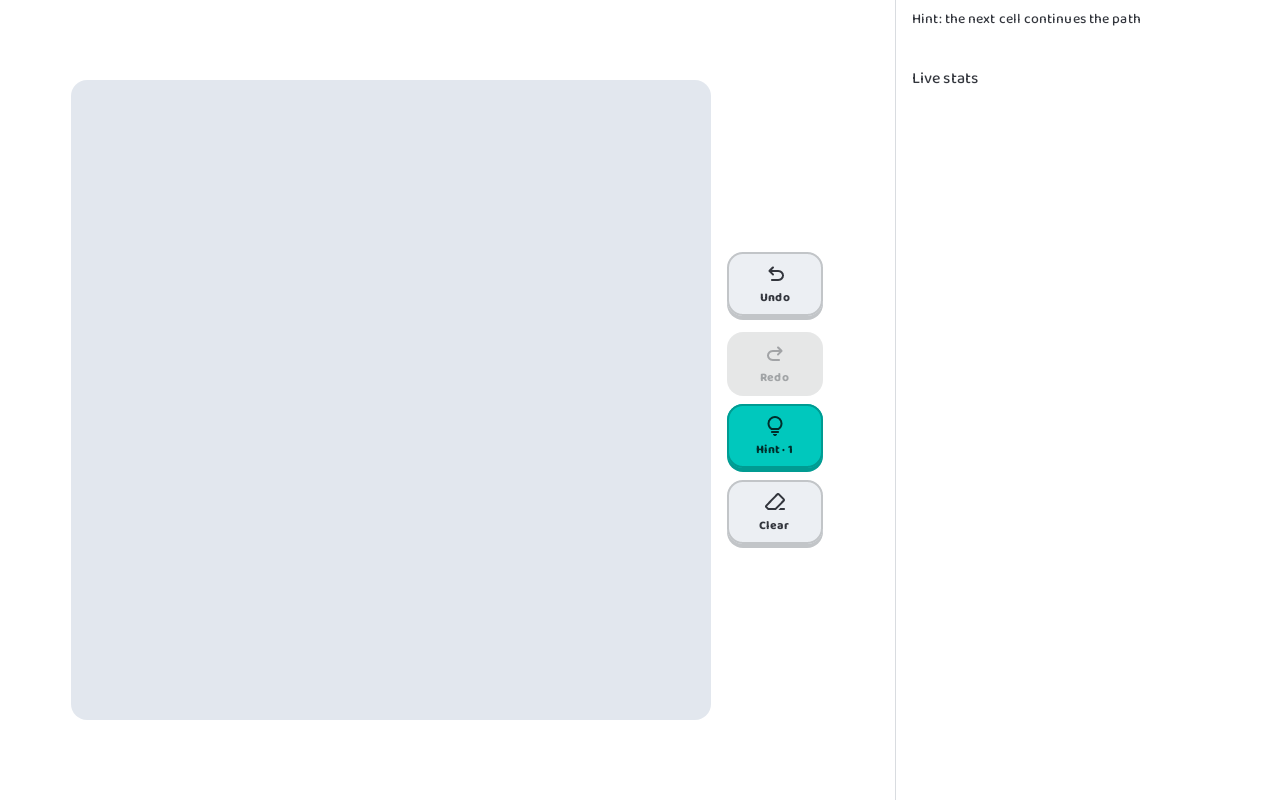 Hint: the next cell continues the path
Live stats
Undo
Redo
Hint · 1
Clear